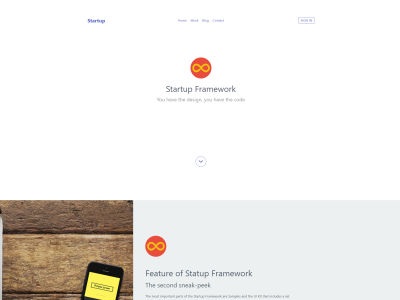 Startup
Home About Blog Contact
SIGN IN
Startup Framework
You have the design, you have the code
Feature of Statup Framework
The second sneak-peek
The most important parts of the Startup Framework are Samples and the UI Kit that includes a lot